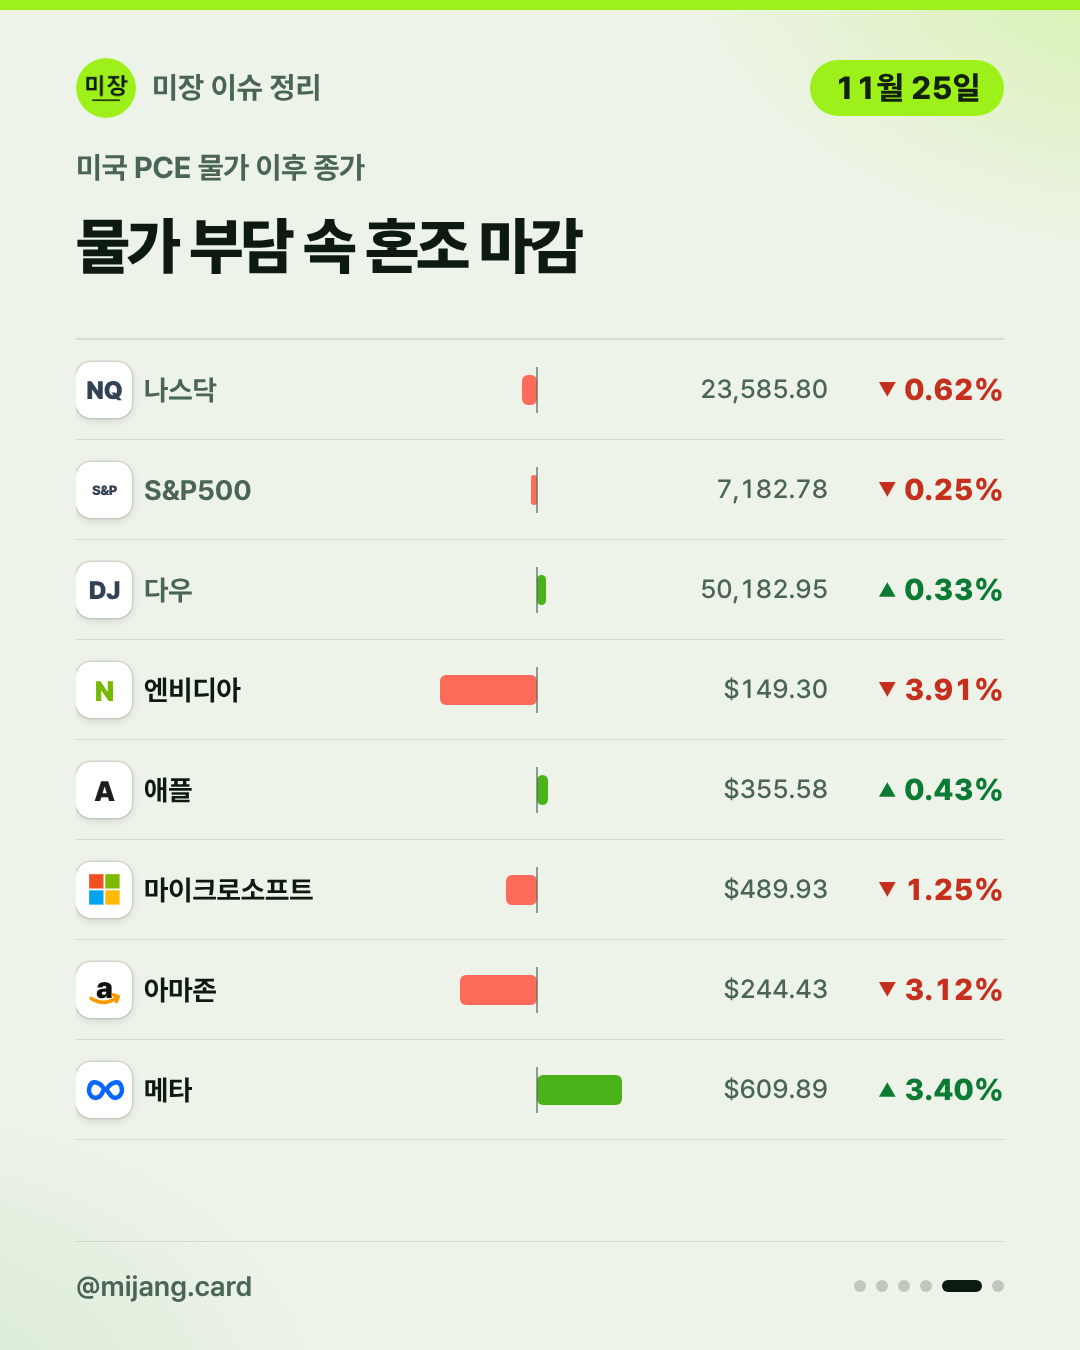 미장
미장 이슈 정리
11월 25일
미국 PCE 물가 이후 종가
물가 부담 속 혼조 마감
NQ 나스닥 23,585.80 ▼ 0.62%
S&P S&P500 7,182.78 ▼ 0.25%
DJ 다우 50,182.95 ▲ 0.33%
N 엔비디아 $149.30 ▼ 3.91%
A 애플 $355.58 ▲ 0.43%
마이크로소프트 $489.93 ▼ 1.25%
a 아마존 $244.43 ▼ 3.12%
메타 $609.89 ▲ 3.40%
@mijang.card